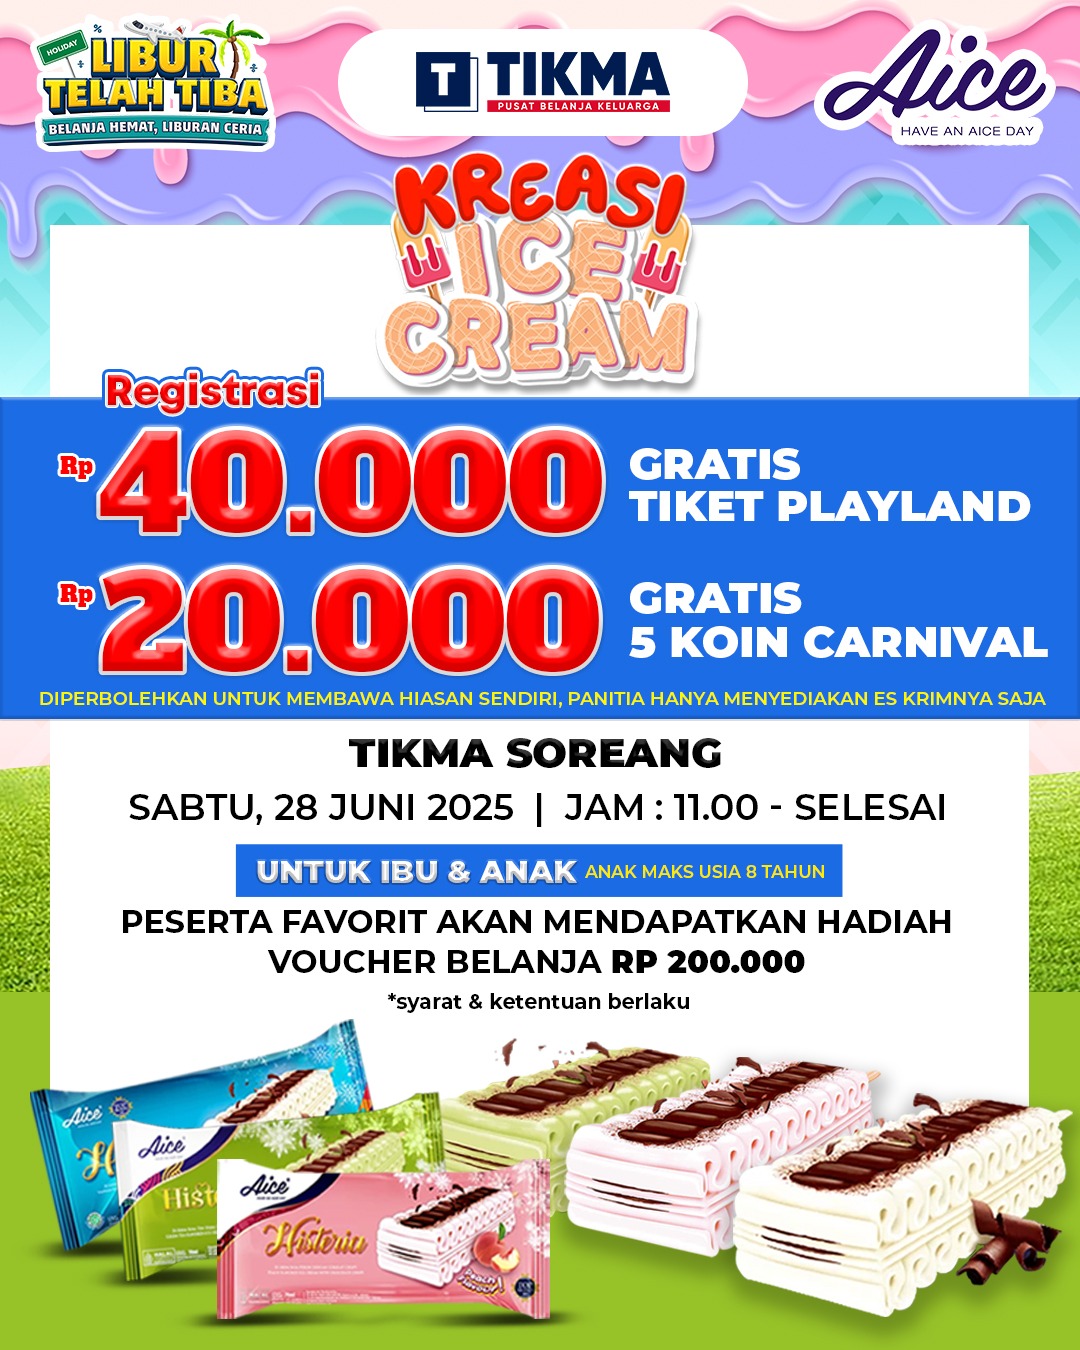 HOLIDAY
LIBUR
TELAH TIBA
BELANJA HEMAT, LIBURAN CERIA
T TIKMA
PUSAT BELANJA KELUARGA
Aice
HAVE AN AICE DAY
KREASI
ICE
CREAM
Registrasi
Rp 40.000
GRATIS
TIKET PLAYLAND
Rp 20.000
GRATIS
5 KOIN CARNIVAL
DIPERBOLEHKAN UNTUK MEMBAWA HIASAN SENDIRI, PANITIA HANYA MENYEDIAKAN ES KRIMNYA SAJA
TIKMA SOREANG
SABTU, 28 JUNI 2025 | JAM : 11.00 - SELESAI
UNTUK IBU & ANAK ANAK MAKS USIA 8 TAHUN
PESERTA FAVORIT AKAN MENDAPATKAN HADIAH
VOUCHER BELANJA RP 200.000
*syarat & ketentuan berlaku
Aice
H
Aice
Histe
Aice
Histeria
Peach
Flavour!